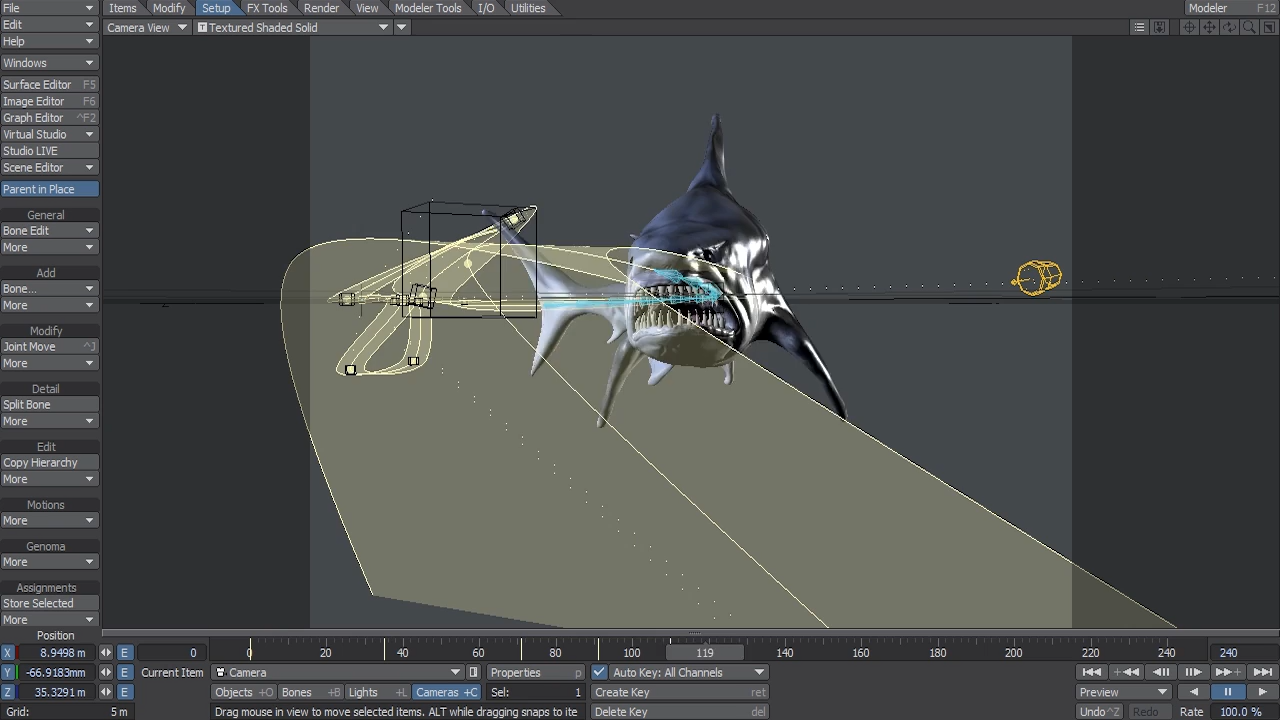 File Items Modify Setup FX Tools Render View Modeler Tools I/O Utilities Modeler F12
Edit Camera View T Textured Shaded Solid
Help
Windows
Surface Editor F5
Image Editor F6
Graph Editor ^F2
Virtual Studio
Studio LIVE
Scene Editor
Parent in Place
General
Bone Edit
More
Add
Bone...
More
Modify
Joint Move ^J
More
Detail
Split Bone
More
Edit
Copy Hierarchy
More
Motions
More
Genoma
More
Assignments
Store Selected
More
Position
X 8.9498 m E 0 0 20 40 60 80 100 119 140 160 180 200 220 240 240
Y -66.9183mm E Current Item Camera Properties p Auto Key: All Channels
Z 35.3291 m E Objects +O Bones +B Lights +L Cameras +C Sel: 1 Create Key ret Preview
Grid: 5 m Drag mouse in view to move selected items. ALT while dragging snaps to ite Delete Key del Undo ^Z Redo Rate 100.0 %